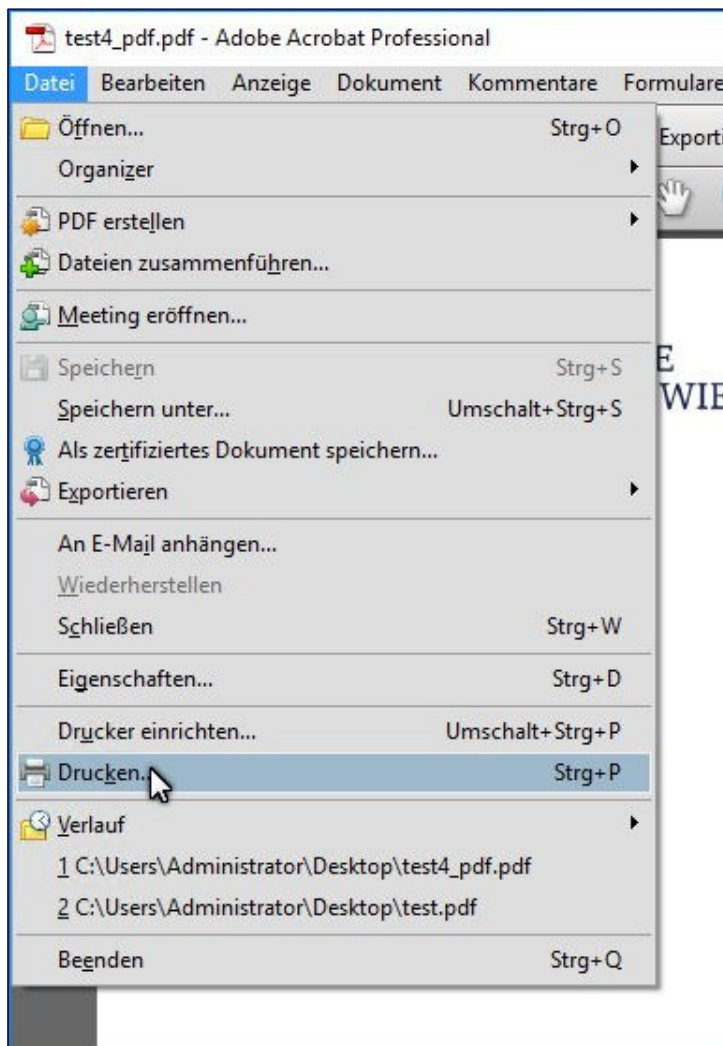 test4_pdf.pdf - Adobe Acrobat Professional
Datei Bearbeiten Anzeige Dokument Kommentare Formulare
Öffnen... Strg+O
Organizer
PDF erstellen
Dateien zusammenführen...
Meeting eröffnen...
Speichern Strg+S
Speichern unter... Umschalt+Strg+S
Als zertifiziertes Dokument speichern...
Exportieren
An E-Mail anhängen...
Wiederherstellen
Schließen Strg+W
Eigenschaften... Strg+D
Drucker einrichten... Umschalt+Strg+P
Drucken... Strg+P
Verlauf
1 C:\Users\Administrator\Desktop\test4_pdf.pdf
2 C:\Users\Administrator\Desktop\test.pdf
Beenden Strg+Q
Exporti
E
WIE